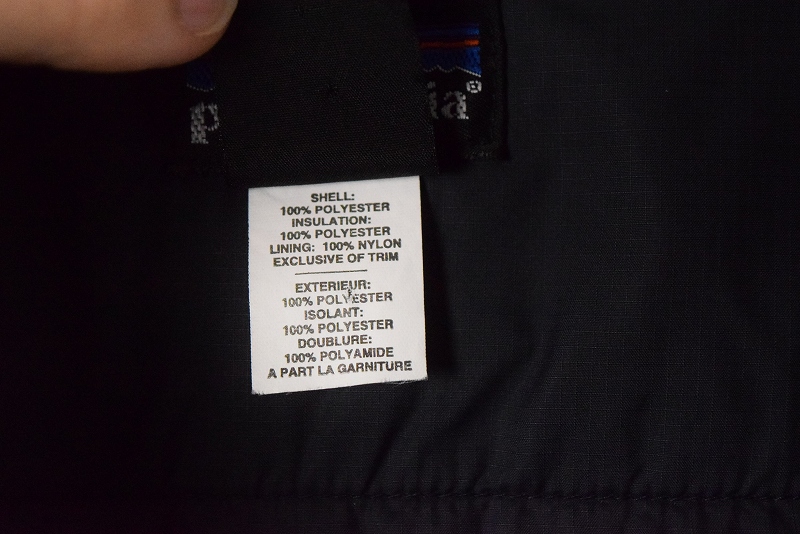 p ia®
SHELL:
100% POLYESTER
INSULATION:
100% POLYESTER
LINING: 100% NYLON
EXCLUSIVE OF TRIM
EXTERIEUR:
100% POLYESTER
ISOLANT:
100% POLYESTER
DOUBLURE:
100% POLYAMIDE
A PART LA GARNITURE